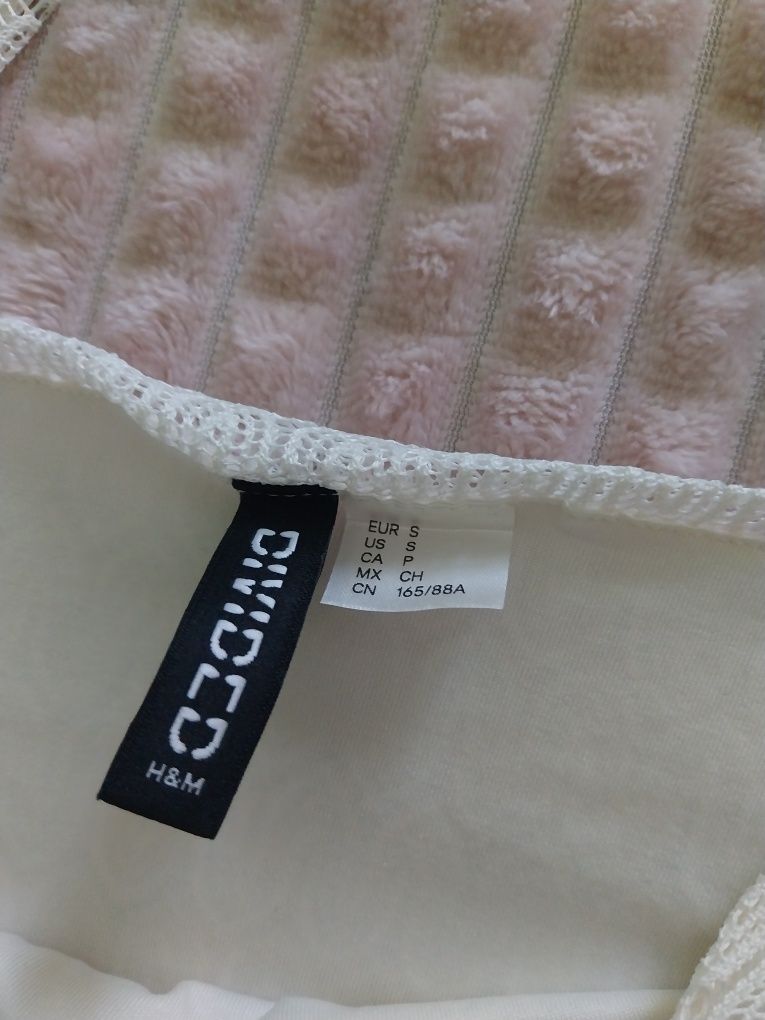 DIVIDED
H&M
EUR S
US S
CA P
MX CH
CN 165/88A